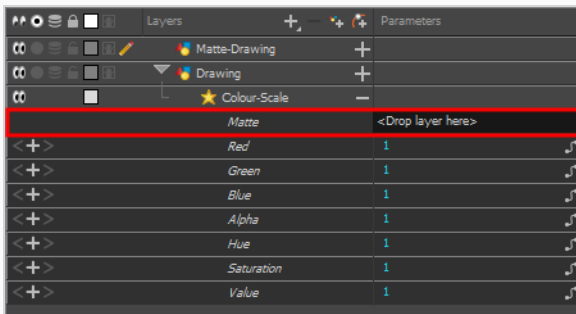 Layers Parameters
Matte-Drawing
Drawing
Colour-Scale
Matte <Drop layer here>
Red 1
Green 1
Blue 1
Alpha 1
Hue 1
Saturation 1
Value 1